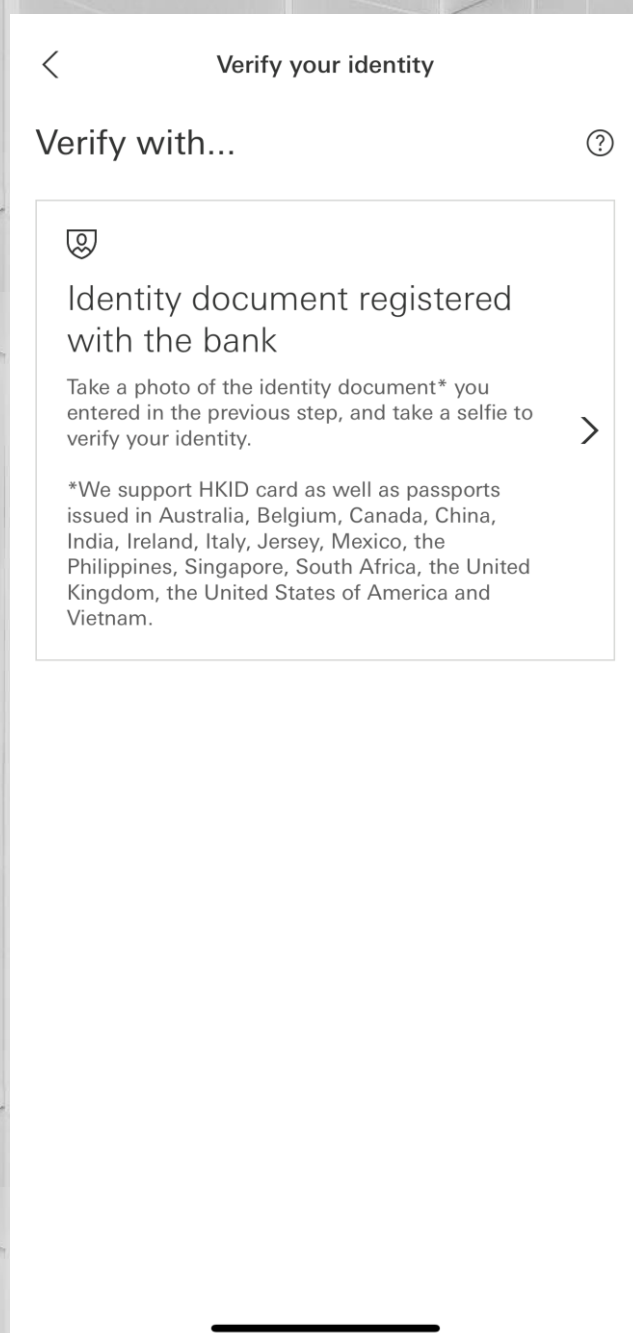 Verify your identity
Verify with...
Identity document registered
with the bank
Take a photo of the identity document* you
entered in the previous step, and take a selfie to
verify your identity.
*We support HKID card as well as passports
issued in Australia, Belgium, Canada, China,
India, Ireland, Italy, Jersey, Mexico, the
Philippines, Singapore, South Africa, the United
Kingdom, the United States of America and
Vietnam.